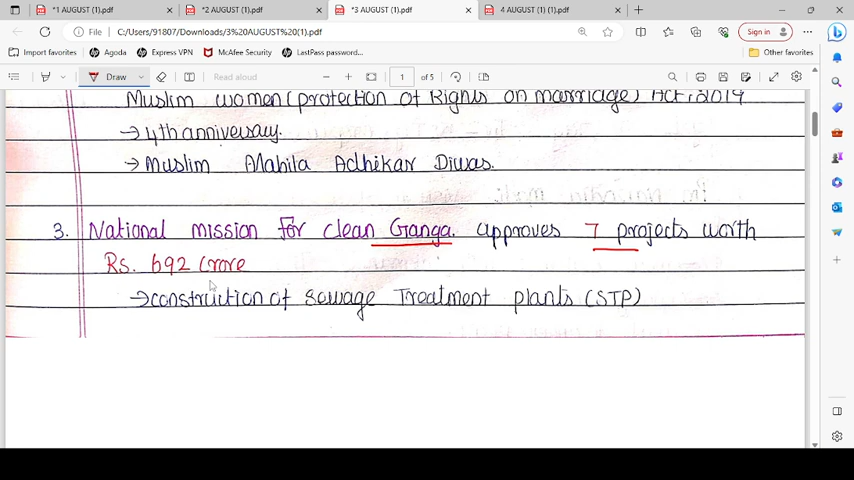 *1 AUGUST (1).pdf
*2 AUGUST (1).pdf
*3 AUGUST (1).pdf
4 AUGUST (1) (1).pdf
File
C:/Users/91807/Downloads/3%20AUGUST%20(1).pdf
Sign in
Import favorites
Agoda
Express VPN
McAfee Security
LastPass password...
Other favorites
Draw
Read aloud
1
of 5
Muslim women (protection of Rights on marriage) Act, 2019
→ 4th anniversary.
→ Muslim Mahila Adhikar Diwas.
3. National mission for clean Ganga. approves 7 projects worth
Rs. 692 crore
→ construction of sewage Treatment plants (STP)